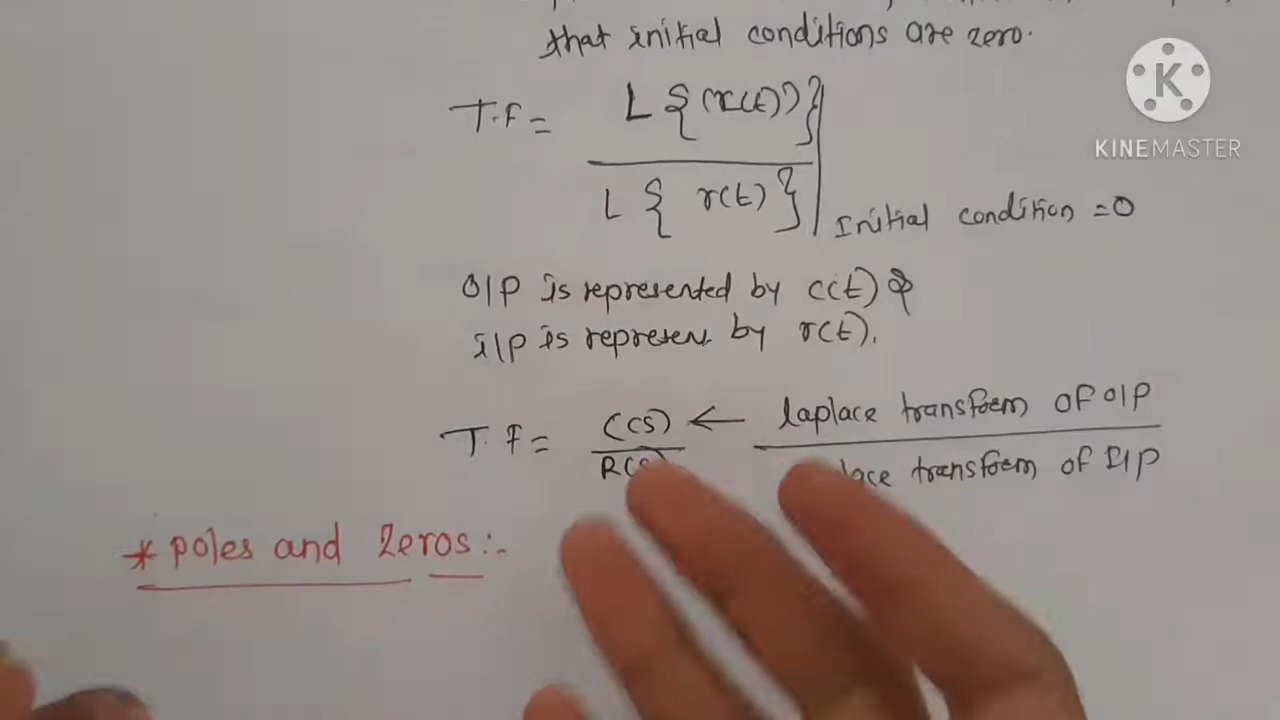 that initial conditions are zero.
T.F = L{(r(t))}
L{ r(t)}
Initial condition =0
O/P is represented by c(t) &
i/p is represent by r(t).
T.F = C(s) ← laplace transform of O/P
R(s) transform of I/P
* poles and Zeros:-
K
KINEMASTER